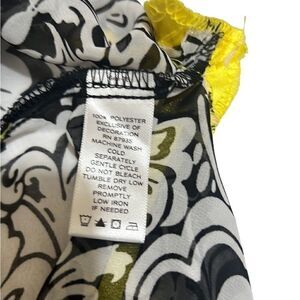 100% POLYESTER
EXCLUSIVE OF
DECORATION
RN 87935
MACHINE WASH
COLD
SEPARATELY
GENTLE CYCLE
DO NOT BLEACH
TUMBLE DRY LOW
REMOVE
PROMPTLY
LOW IRON
IF NEEDED